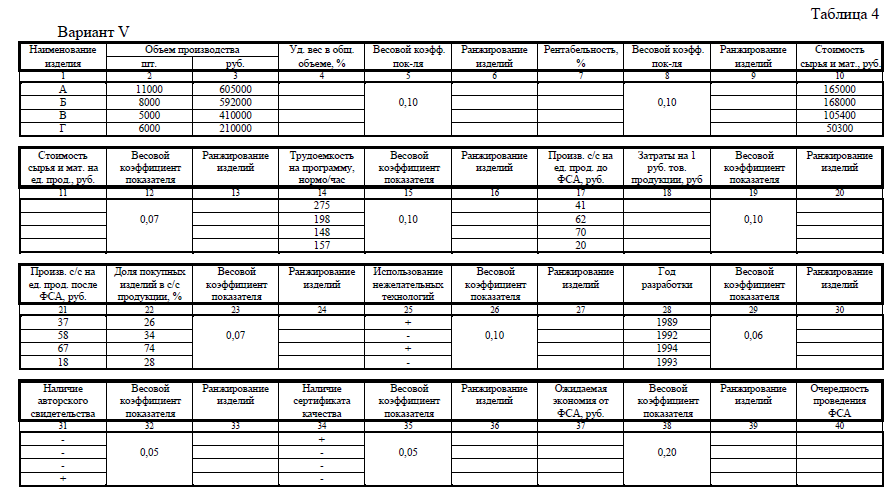 Таблица 4
Вариант V
Наименование изделия | Объем производства | Уд. вес в общ. объеме, % | Весовой коэфф. пок-ля | Ранжирование изделий | Рентабельность, % | Весовой коэфф. пок-ля | Ранжирование изделий | Стоимость сырья и мат., руб.
шт. | руб.
1 2 3 4 5 6 7 8 9 10
А 11000 605000 0,10 0,10 165000
Б 8000 592000 168000
В 5000 410000 105400
Г 6000 210000 50300
Стоимость сырья и мат. на ед. прод., руб. | Весовой коэффициент показателя | Ранжирование изделий | Трудоемкость на программу, нормо/час | Весовой коэффициент показателя | Ранжирование изделий | Произв. с/с на ед. прод. до ФСА, руб. | Затраты на 1 руб. тов. продукции, руб | Весовой коэффициент показателя | Ранжирование изделий
11 12 13 14 15 16 17 18 19 20
0,07 275 0,10 41 0,10
198 62
148 70
157 20
Произв. с/с на ед. прод. после ФСА, руб. | Доля покупных изделий в с/с продукции, % | Весовой коэффициент показателя | Ранжирование изделий | Использование нежелательных технологий | Весовой коэффициент показателя | Ранжирование изделий | Год разработки | Весовой коэффициент показателя | Ранжирование изделий
21 22 23 24 25 26 27 28 29 30
37 26 0,07 + 0,10 1989 0,06
58 34 - 1992
67 74 + 1994
18 28 - 1993
Наличие авторского свидетельства | Весовой коэффициент показателя | Ранжирование изделий | Наличие сертификата качества | Весовой коэффициент показателя | Ранжирование изделий | Ожидаемая экономия от ФСА, руб. | Весовой коэффициент показателя | Ранжирование изделий | Очередность проведения ФСА
31 32 33 34 35 36 37 38 39 40
- 0,05 + 0,05 0,20
- -
- -
+ -